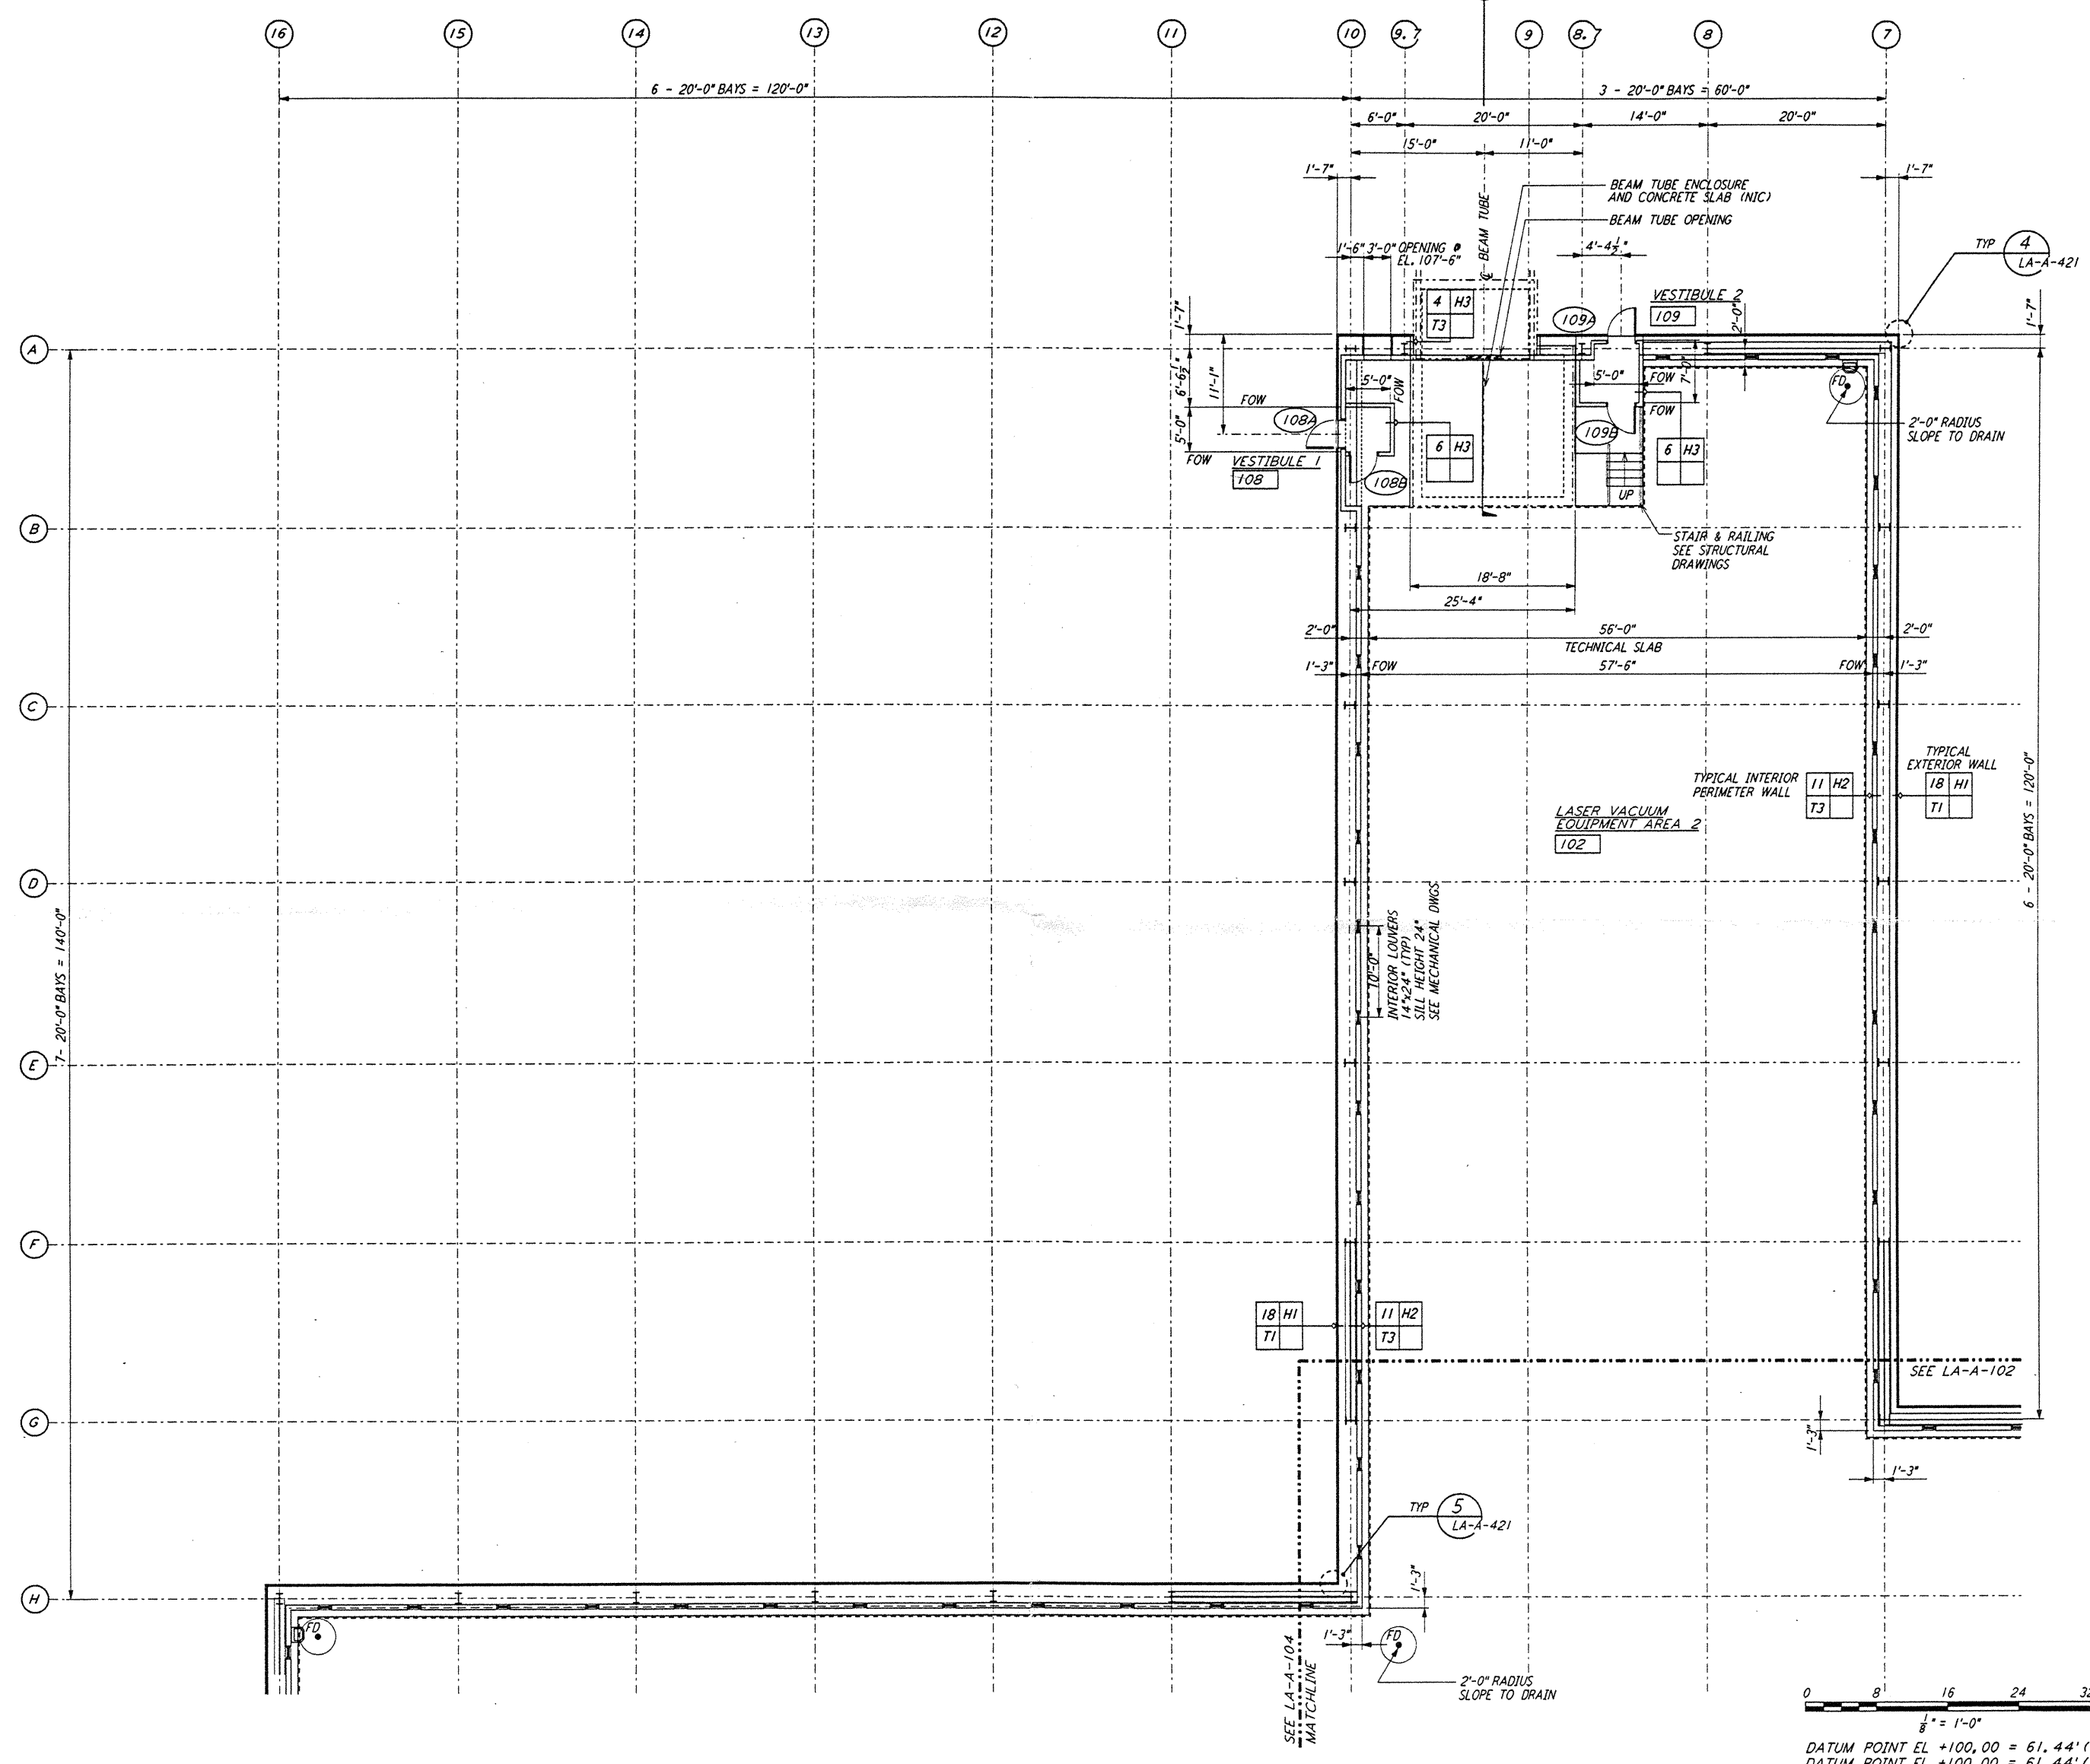 16
15
14
13
12
11
10
9.7
9
8.7
8
7
6 - 20'-0" BAYS = 120'-0"
3 - 20'-0" BAYS = 60'-0"
6'-0"
20'-0"
14'-0"
20'-0"
15'-0"
11'-0"
1'-7"
1'-7"
BEAM TUBE ENCLOSURE
AND CONCRETE SLAB (NIC)
BEAM TUBE OPENING
℄ BEAM TUBE
1'-6"
3'-0" OPENING @
EL. 107'-6"
4'-4½"
TYP
4
LA-A-421
VESTIBULE 2
109
109A
4 H3
T3
2'-0"
1'-7"
1'-7"
A
6'-6½"
11'-1"
5'-0"
FOW
5'-0"
FOW
7'-0"
FD
FOW
108A
5'-0"
FOW
109B
FOW
2'-0" RADIUS
SLOPE TO DRAIN
6 H3
6 H3
VESTIBULE 1
108
108B
UP
B
STAIR & RAILING
SEE STRUCTURAL
DRAWINGS
18'-8"
25'-4"
2'-0"
56'-0"
2'-0"
TECHNICAL SLAB
1'-3"
FOW
57'-6"
FOW
1'-3"
C
TYPICAL
EXTERIOR WALL
TYPICAL INTERIOR
PERIMETER WALL
11 H2
T3
18 H1
T1
LASER VACUUM
EQUIPMENT AREA 2
102
6 - 20'-0" BAYS = 120'-0"
D
7- 20'-0" BAYS = 140'-0"
10'-0"
INTERIOR LOUVERS
14"x24" (TYP)
SILL HEIGHT 24"
SEE MECHANICAL DWGS
E
F
18 H1
T1
11 H2
T3
SEE LA-A-102
G
1'-3"
1'-3"
TYP
5
LA-A-421
1'-3"
H
FD
1'-3"
FD
SEE LA-A-104
MATCHLINE
2'-0" RADIUS
SLOPE TO DRAIN
0 8 16 24 32
⅛" = 1'-0"
DATUM POINT EL +100,00 = 61.44' (
DATUM POINT EL +100.00 = 61.44' (